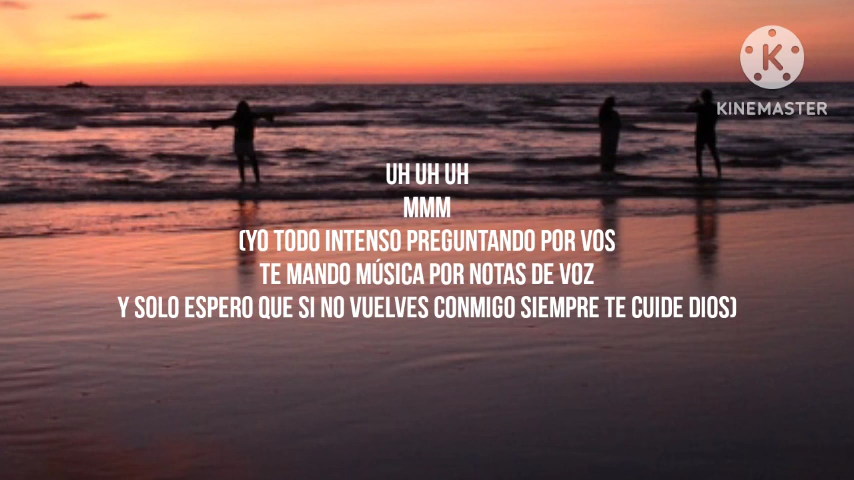 K
KINEMASTER
UH UH UH
MMM
(YO TODO INTENSO PREGUNTANDO POR VOS
TE MANDO MÚSICA POR NOTAS DE VOZ
Y SOLO ESPERO QUE SI NO VUELVES CONMIGO SIEMPRE TE CUIDE DIOS)